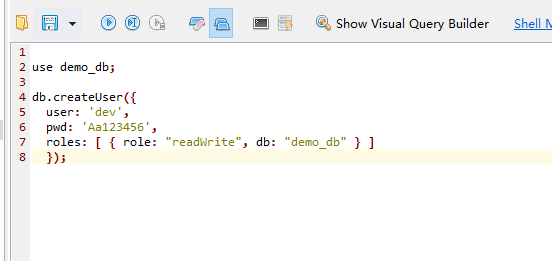 Show Visual Query Builder Shell
1
2 use demo_db;
3
4 db.createUser({
5 user: 'dev',
6 pwd: 'Aa123456',
7 roles: [ { role: "readWrite", db: "demo_db" } ]
8 });